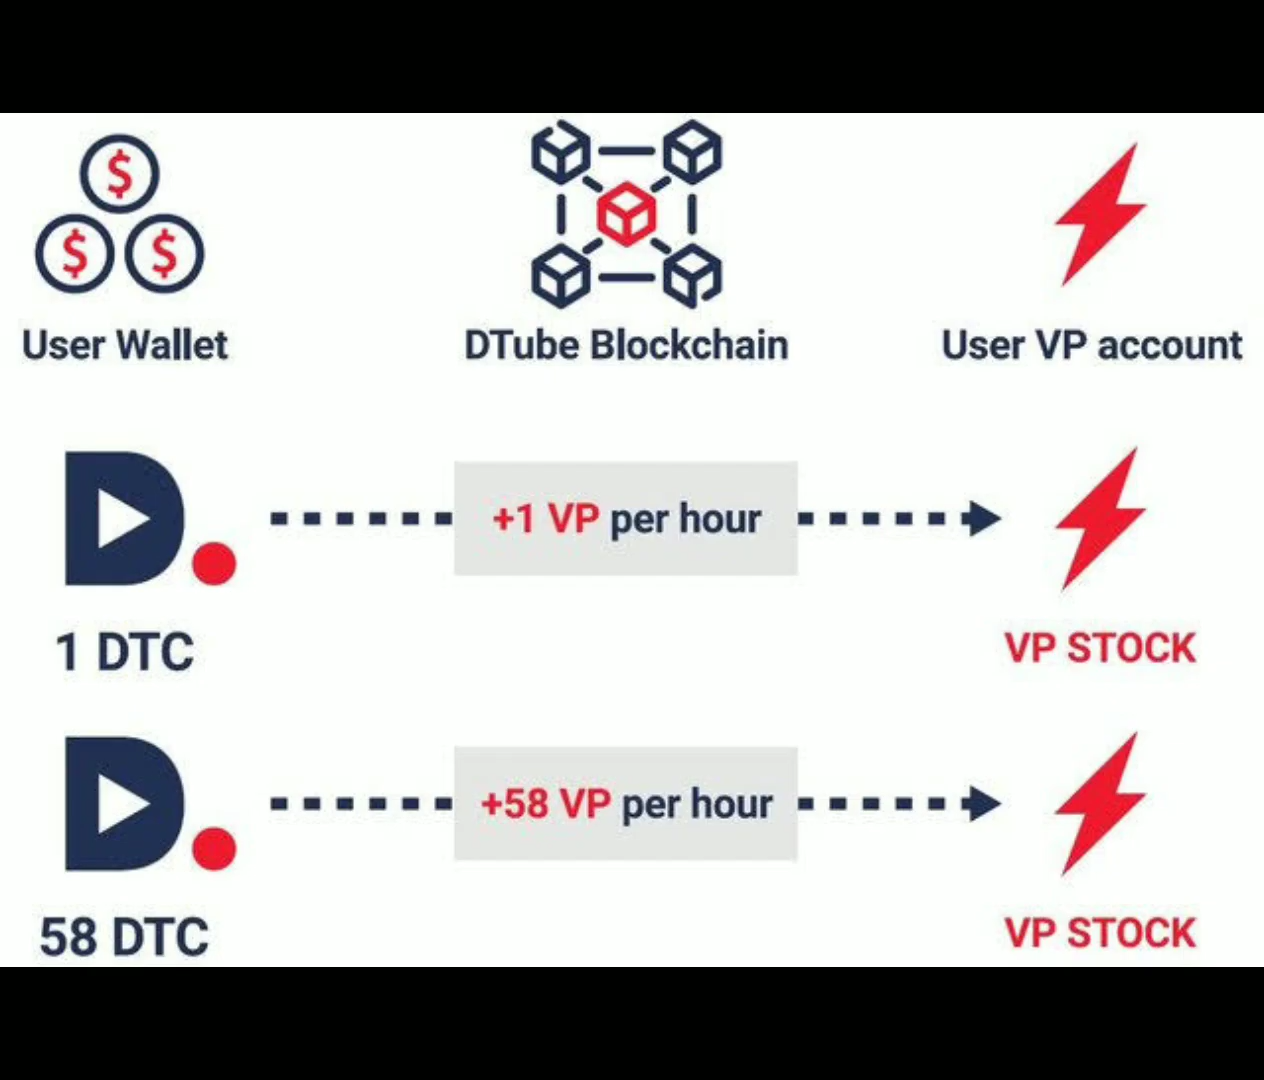 $
$ $
User Wallet
DTube Blockchain
User VP account
+1 VP per hour
1 DTC
VP STOCK
+58 VP per hour
58 DTC
VP STOCK